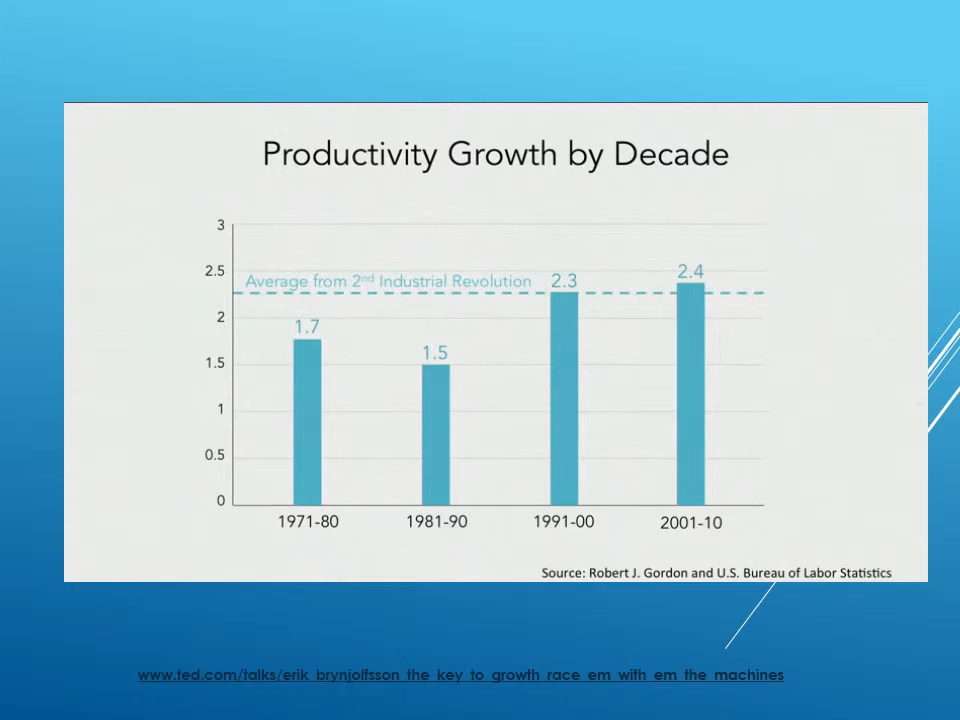 Productivity Growth by Decade
3
2.5
Average from 2nd Industrial Revolution
2.3
2.4
2
1.7
1.5
1.5
1
0.5
0
1971-80 1981-90 1991-00 2001-10
Source: Robert J. Gordon and U.S. Bureau of Labor Statistics
www.ted.com/talks/erik_brynjolfsson_the_key_to_growth_race_em_with_em_the_machines